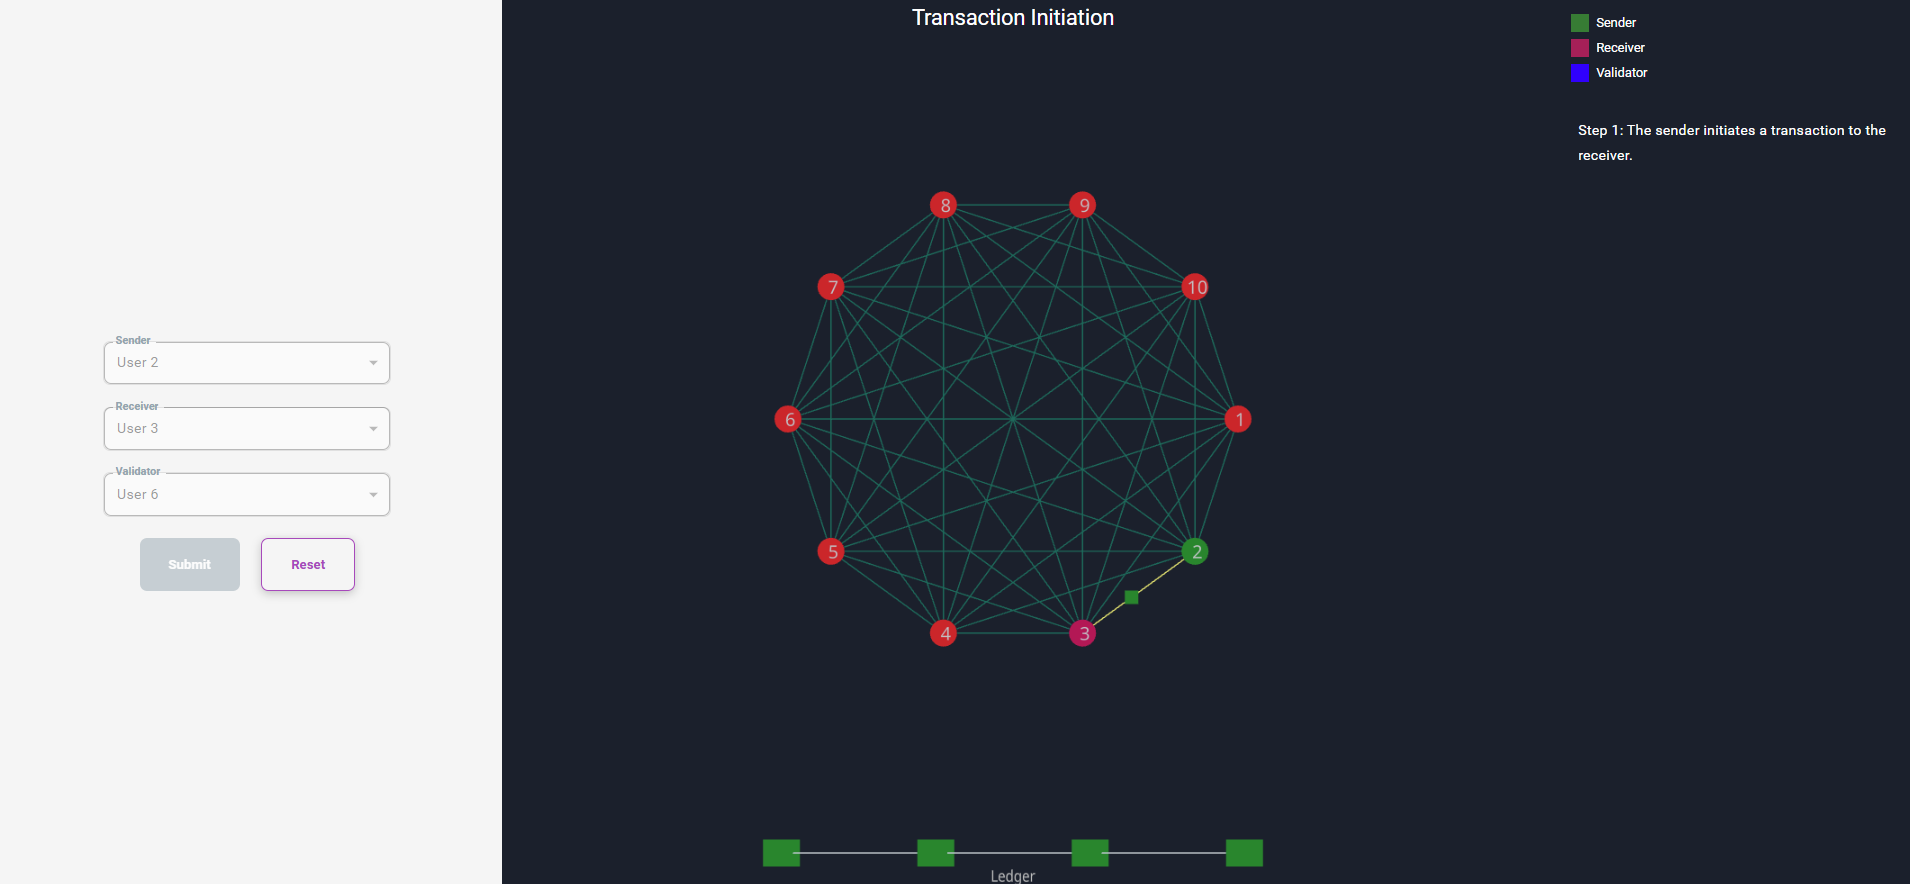 Transaction Initiation
Sender
Receiver
Validator
Step 1: The sender initiates a transaction to the
receiver.
Sender
User 2
Receiver
User 3
Validator
User 6
Submit
Reset
8
9
7
10
6
1
5
2
4
3
Ledger